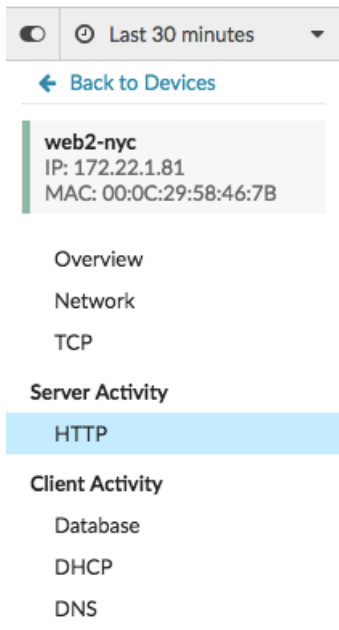 Last 30 minutes
Back to Devices
web2-nyc
IP: 172.22.1.81
MAC: 00:0C:29:58:46:7B
Overview
Network
TCP
Server Activity
HTTP
Client Activity
Database
DHCP
DNS